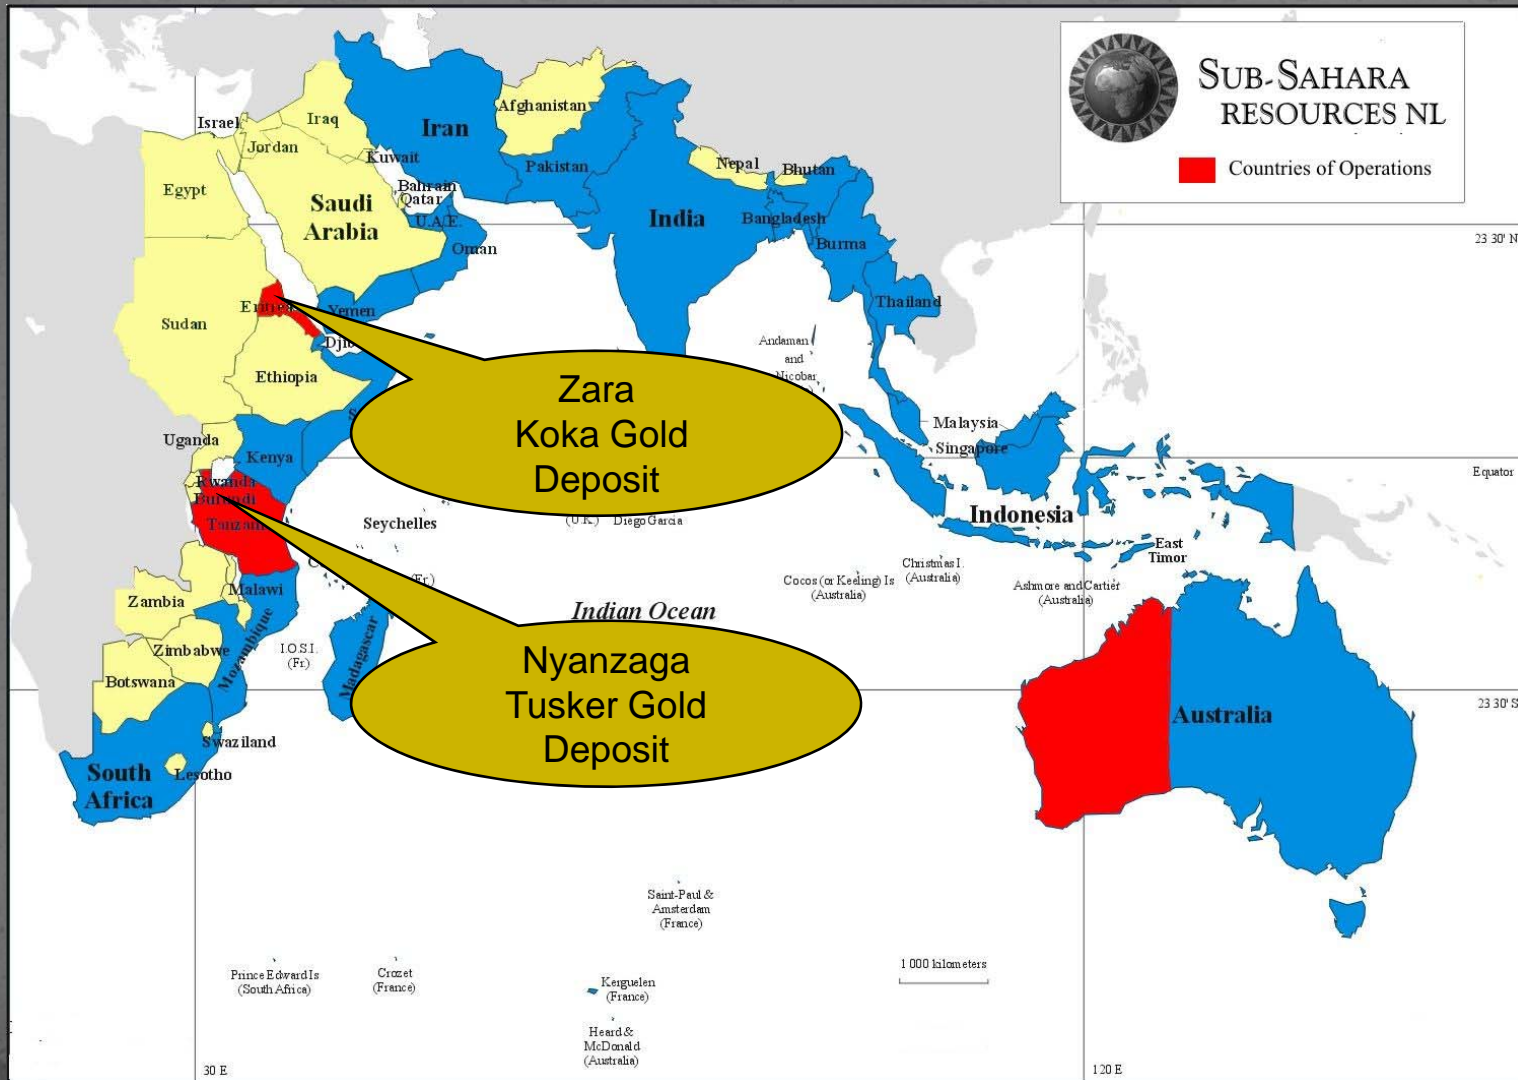 SUB-SAHARA
RESOURCES NL
Countries of Operations
Afghanistan
Israel
Iraq
Iran
Jordan
Kuwait
Pakistan
Nepal
Bhutan
Egypt
Bahrain
Qatar
Saudi
Arabia
India
Bangladesh
U.A.E.
Oman
Burma
23 30' N
Thailand
Yemen
Sudan
Ethiopia
Andaman
and
Zara
Koka Gold
Deposit
Malaysia
Singapore
Uganda
Kenya
Equator
Rwanda
Burundi
Seychelles
(U.K.)
Diego Garcia
Indonesia
East
Timor
Christmas I.
(Australia)
Cocos (or Keeling) Is
(Australia)
Ashmore and Cartier
(Australia)
Malawi
Zambia
Indian Ocean
Zimbabwe
Mozambique
I.O.S.I.
(Fr.)
Madagascar
Botswana
Nyanzaga
Tusker Gold
Deposit
23 30' S
Australia
Swaziland
South
Africa
Lesotho
Saint-Paul &
Amsterdam
(France)
1 000 kilometers
Prince Edward Is
(South Africa)
Crozet
(France)
Kerguelen
(France)
Heard &
McDonald
(Australia)
30 E
120 E